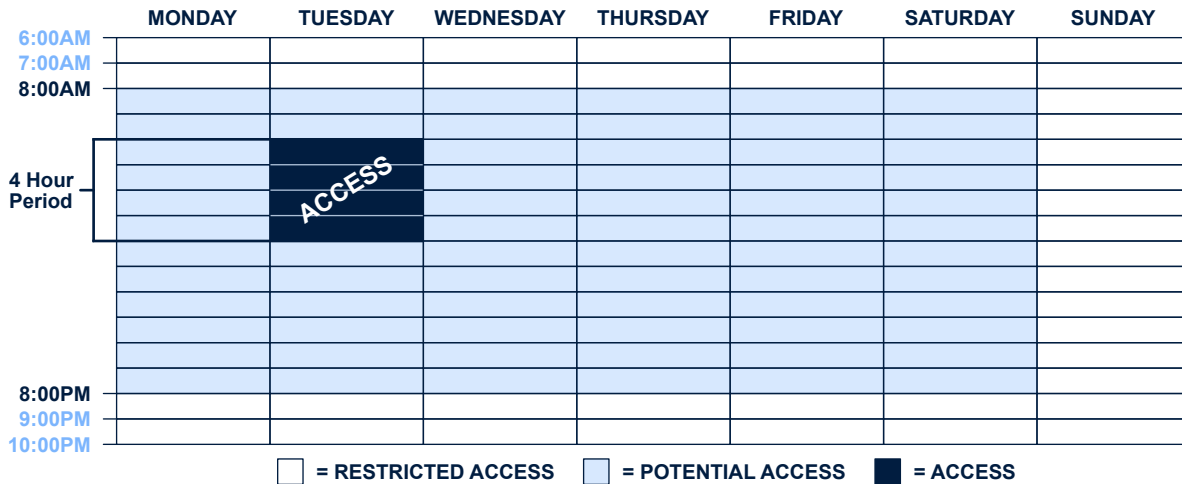 MONDAY TUESDAY WEDNESDAY THURSDAY FRIDAY SATURDAY SUNDAY
6:00AM
7:00AM
8:00AM
4 Hour
Period
ACCESS
8:00PM
9:00PM
10:00PM
= RESTRICTED ACCESS = POTENTIAL ACCESS = ACCESS